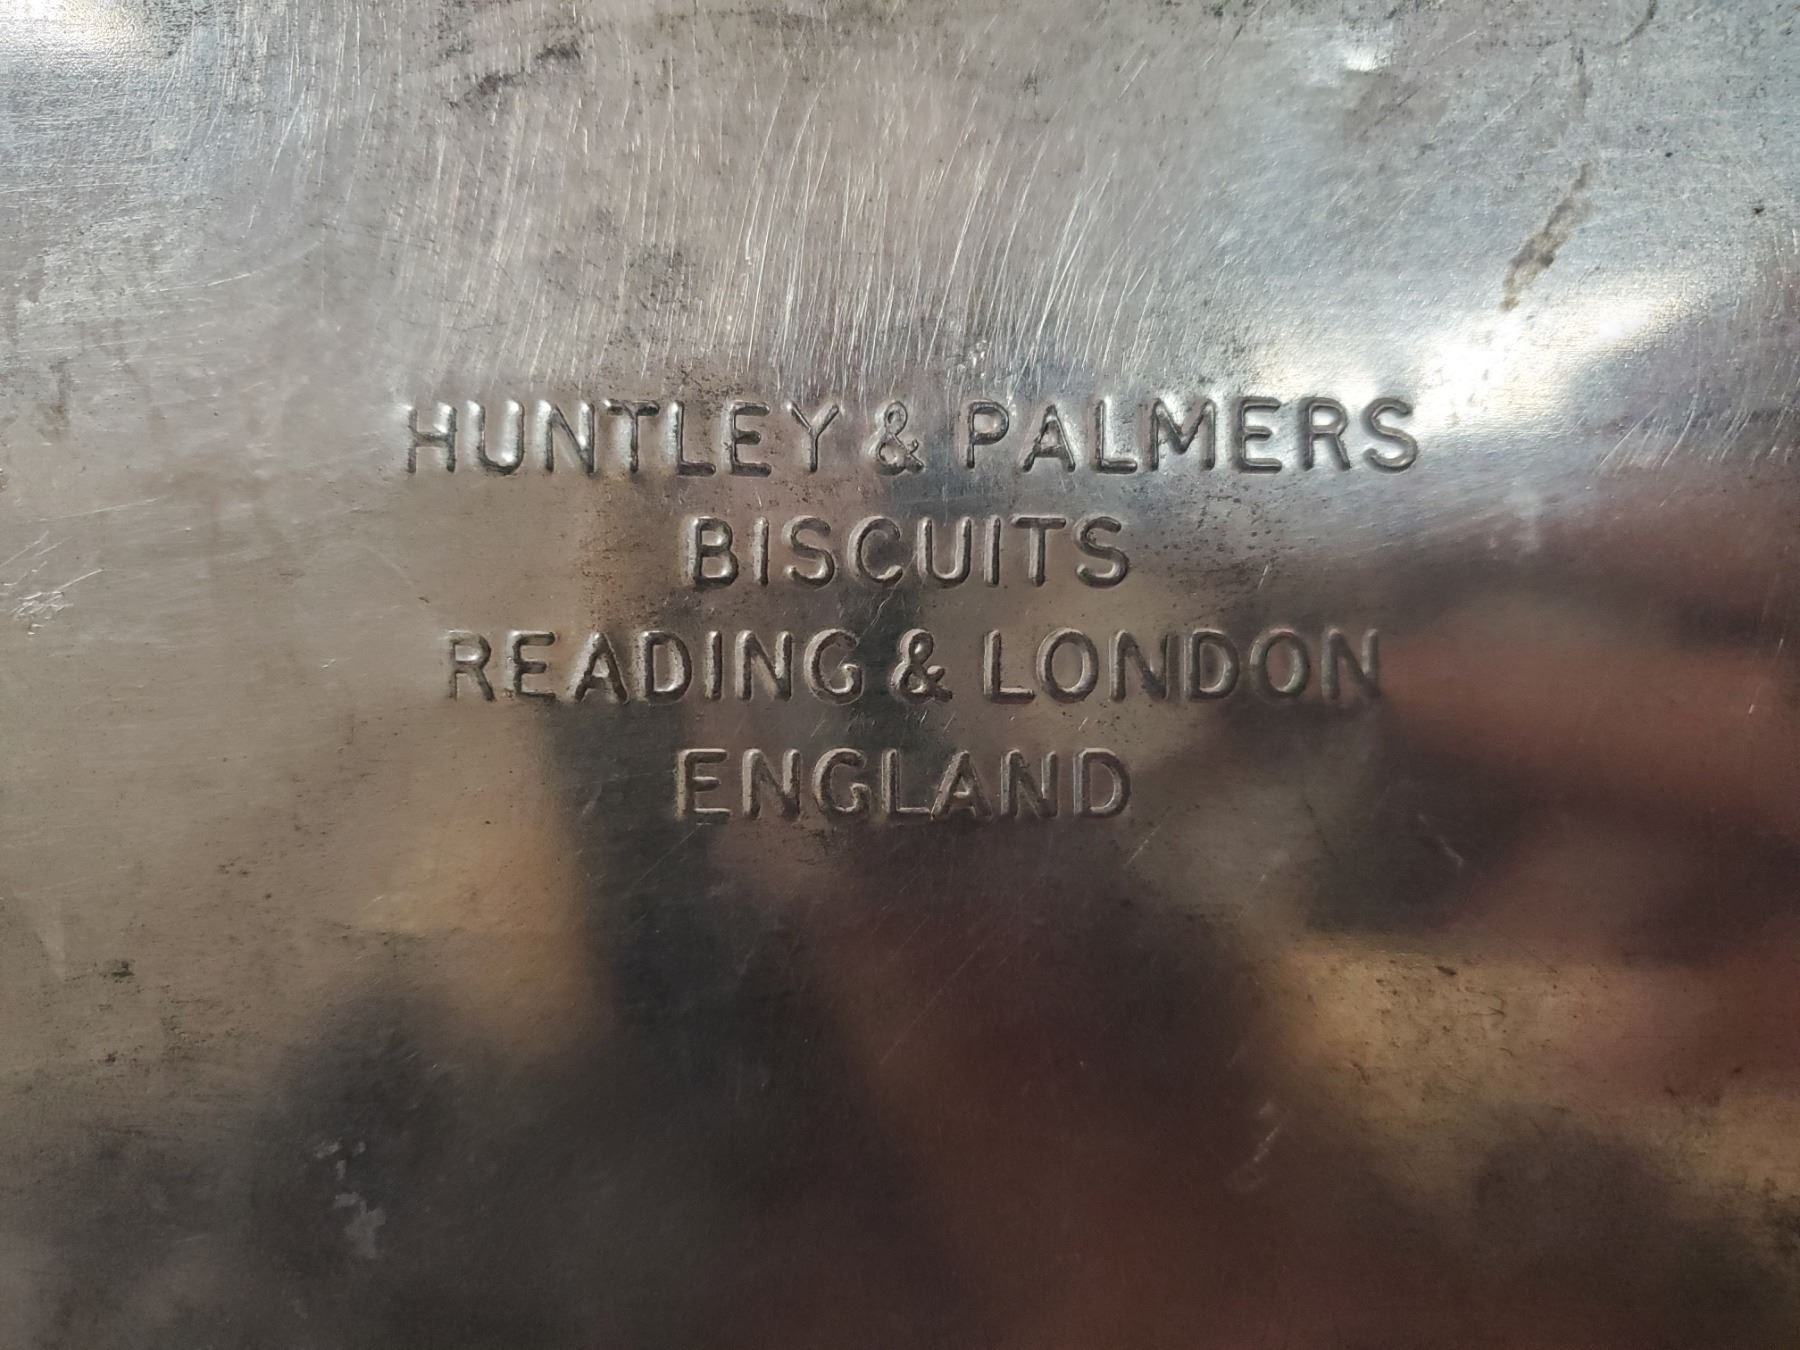 HUNTLEY & PALMERS
BISCUITS
READING & LONDON
ENGLAND